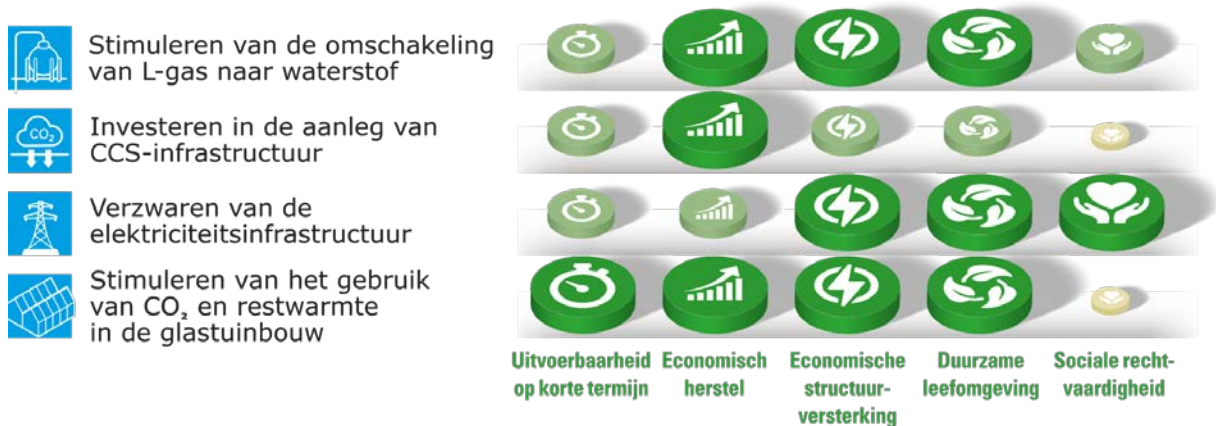 Stimuleren van de omschakeling
van L-gas naar waterstof
CO₂
Investeren in de aanleg van
CCS-infrastructuur
Verzwaren van de
elektriciteitsinfrastructuur
Stimuleren van het gebruik
van CO₂ en restwarmte
in de glastuinbouw
Uitvoerbaarheid
op korte termijn
Economisch
herstel
Economische
structuur-
versterking
Duurzame
leefomgeving
Sociale recht-
vaardigheid